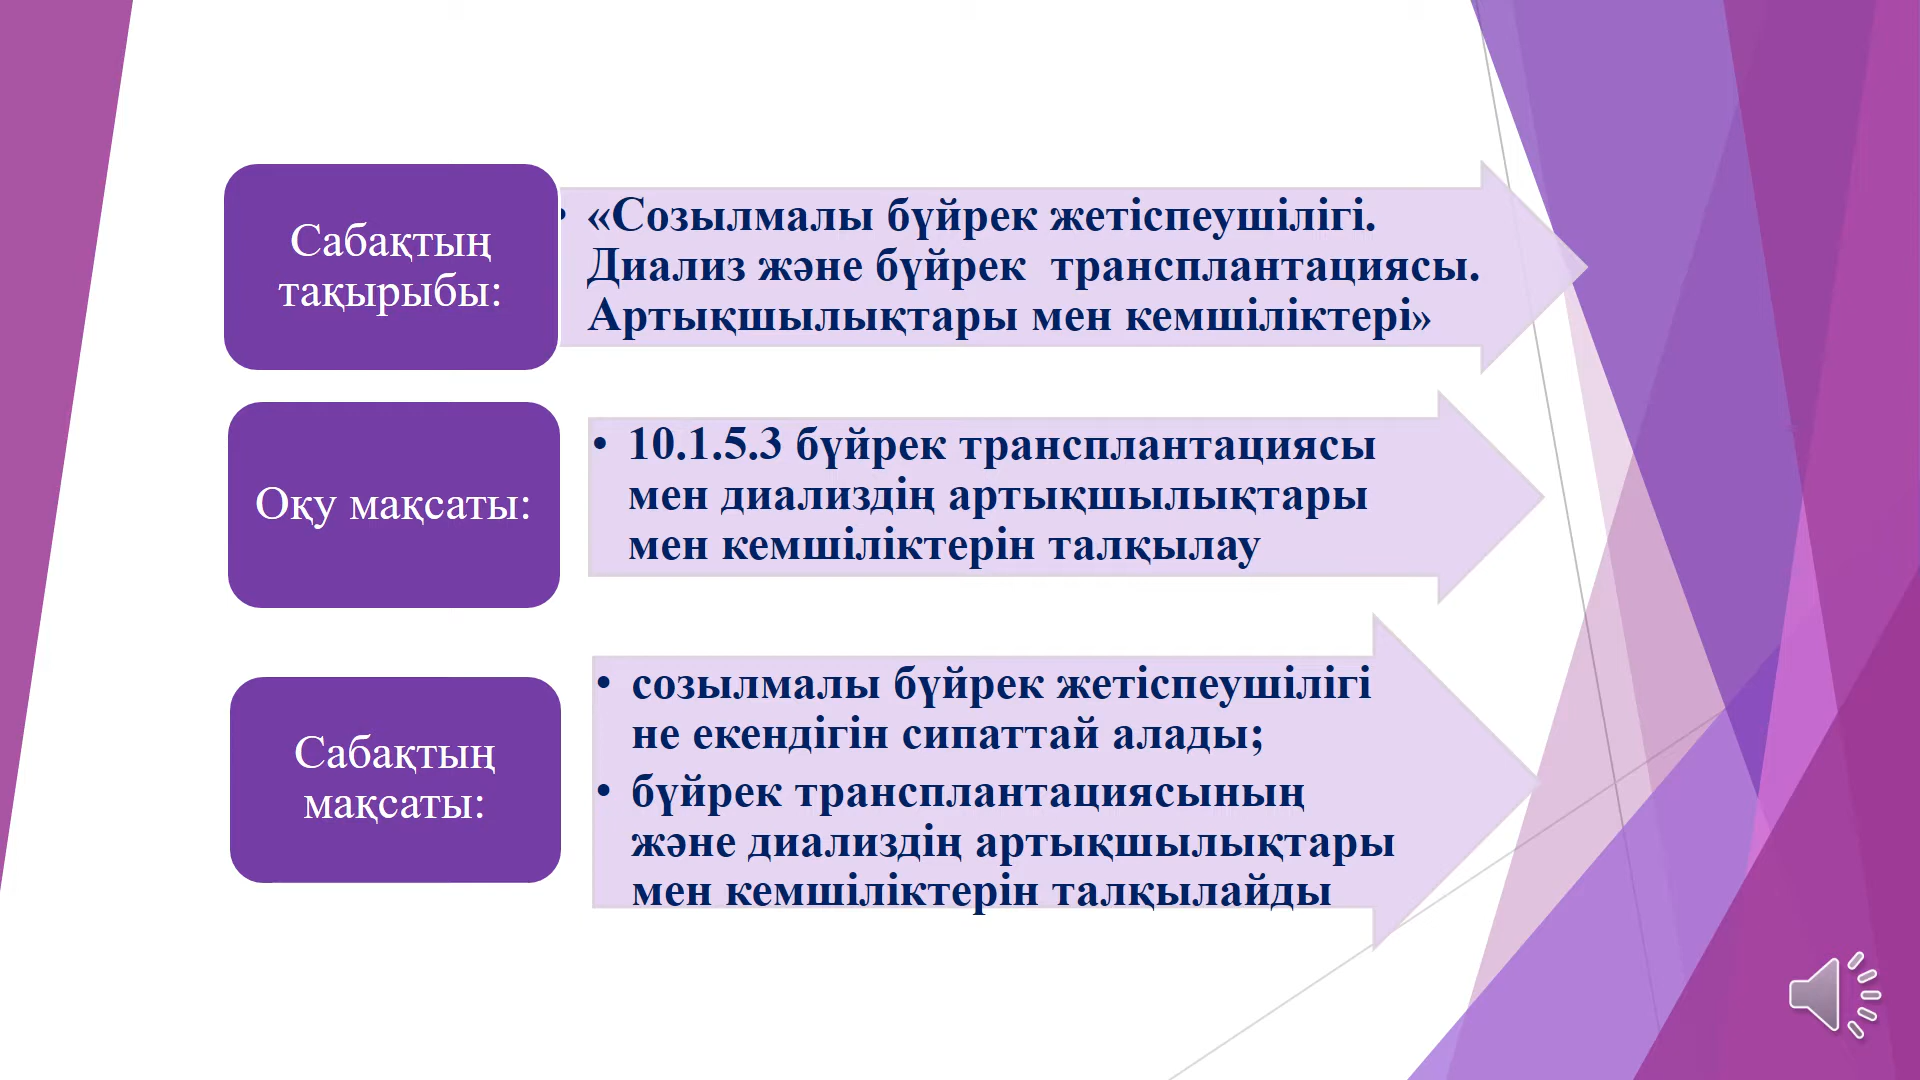 Сабақтың
тақырыбы:
• «Созылмалы бүйрек жетіспеушілігі.
Диализ және бүйрек  трансплантациясы.
Артықшылықтары мен кемшіліктері»
Оқу мақсаты:
• 10.1.5.3 бүйрек трансплантациясы
мен диализдің артықшылықтары
мен кемшіліктерін талқылау
Сабақтың
мақсаты:
• созылмалы бүйрек жетіспеушілігі
не екендігін сипаттай алады;
• бүйрек трансплантациясының
және диализдің артықшылықтары
мен кемшіліктерін талқылайды